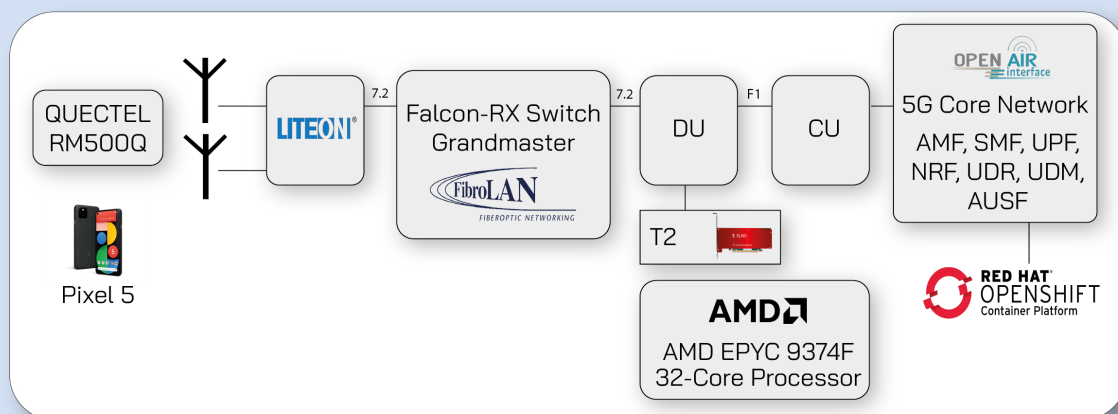 QUECTEL
RM500Q
Pixel 5
LITEON®
7.2
Falcon-RX Switch
Grandmaster
FibroLAN
FIBEROPTIC NETWORKING
7.2
DU
F1
CU
T2
XILINX
AMD
AMD EPYC 9374F
32-Core Processor
OPEN AIR
interface
5G Core Network
AMF, SMF, UPF,
NRF, UDR, UDM,
AUSF
RED HAT®
OPENSHIFT
Container Platform